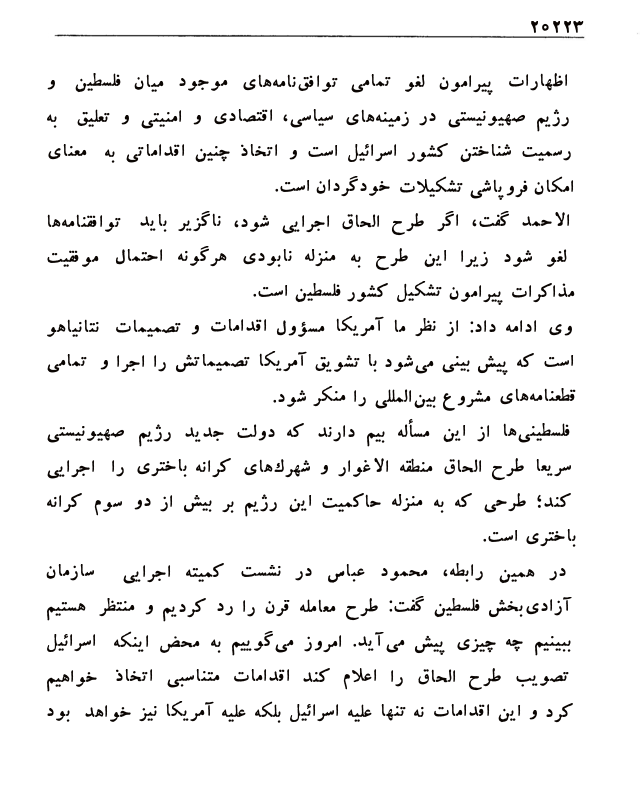 ۲۰۲۲۳
اظهارات پیرامون لغو تمامی توافق‌نامه‌های موجود میان فلسطین و
رژیم صهیونیستی در زمینه‌های سیاسی، اقتصادی و امنیتی و تعلیق به
رسمیت شناختن کشور اسرائیل است و اتخاذ چنین اقداماتی به معنای
امکان فروپاشی تشکیلات خودگردان است.
الاحمد گفت، اگر طرح الحاق اجرایی شود، ناگزیر باید توافقنامه‌ها
لغو شود زیرا این طرح به منزله نابودی هرگونه احتمال موفقیت
مذاکرات پیرامون تشکیل کشور فلسطین است.
وی ادامه داد: از نظر ما آمریکا مسؤول اقدامات و تصمیمات نتانیاهو
است که پیش بینی می‌شود با تشویق آمریکا تصمیماتش را اجرا و تمامی
قطعنامه‌های مشروع بین‌المللی را منکر شود.
فلسطینی‌ها از این مسأله بیم دارند که دولت جدید رژیم صهیونیستی
سریعا طرح الحاق منطقه الاغوار و شهرک‌های کرانه باختری را اجرایی
کند؛ طرحی که به منزله حاکمیت این رژیم بر بیش از دو سوم کرانه
باختری است.
در همین رابطه، محمود عباس در نشست کمیته اجرایی سازمان
آزادی‌بخش فلسطین گفت: طرح معامله قرن را رد کردیم و منتظر هستیم
ببینیم چه چیزی پیش می‌آید. امروز می‌گوییم به محض اینکه اسرائیل
تصویب طرح الحاق را اعلام کند اقدامات متناسبی اتخاذ خواهیم
کرد و این اقدامات نه تنها علیه اسرائیل بلکه علیه آمریکا نیز خواهد بود